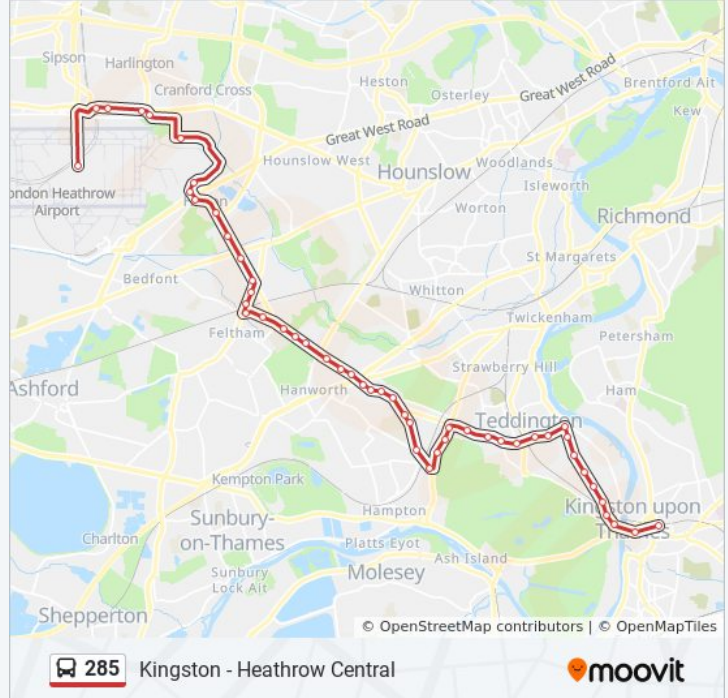 Sipson
Harlington
Cranford Cross
Heston
Osterley
Great West Road
Brentford Ait
Kew
Great West Road
Hounslow West
Hounslow
Woodlands
Isleworth
ondon Heathrow
Airport
Worton
Richmond
St Margarets
Bedfont
Whitton
Twickenham
Petersham
Feltham
Ashford
Strawberry Hill
Hanworth
Ham
Teddington
Kempton Park
Hampton
Kingston upon
Thames
Sunbury-
on-Thames
Charlton
Platts Eyot
Ash Island
Molesey
Sunbury
Lock Ait
Shepperton
© OpenStreetMap contributors | © OpenMapTiles
285 Kingston - Heathrow Central
moovit